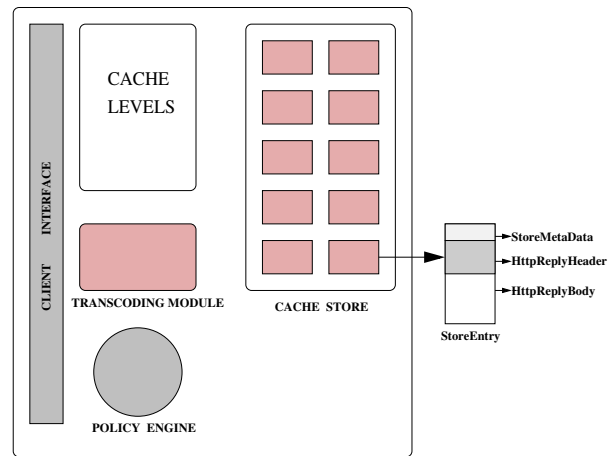 CLIENT INTERFACE
CACHE
LEVELS
TRANSCODING MODULE
POLICY ENGINE
CACHE STORE
StoreMetaData
HttpReplyHeader
HttpReplyBody
StoreEntry